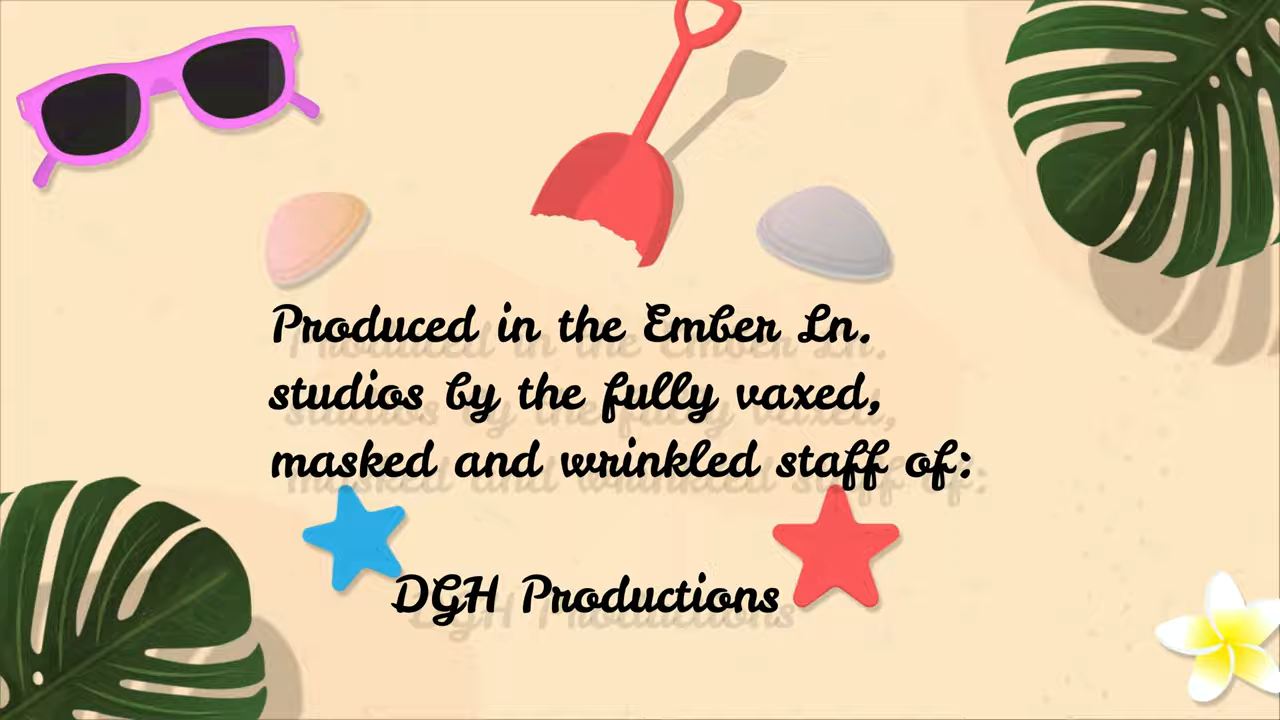 Produced in the Ember Ln.
studios by the fully vaxed,
masked and wrinkled staff of:
DGH Productions